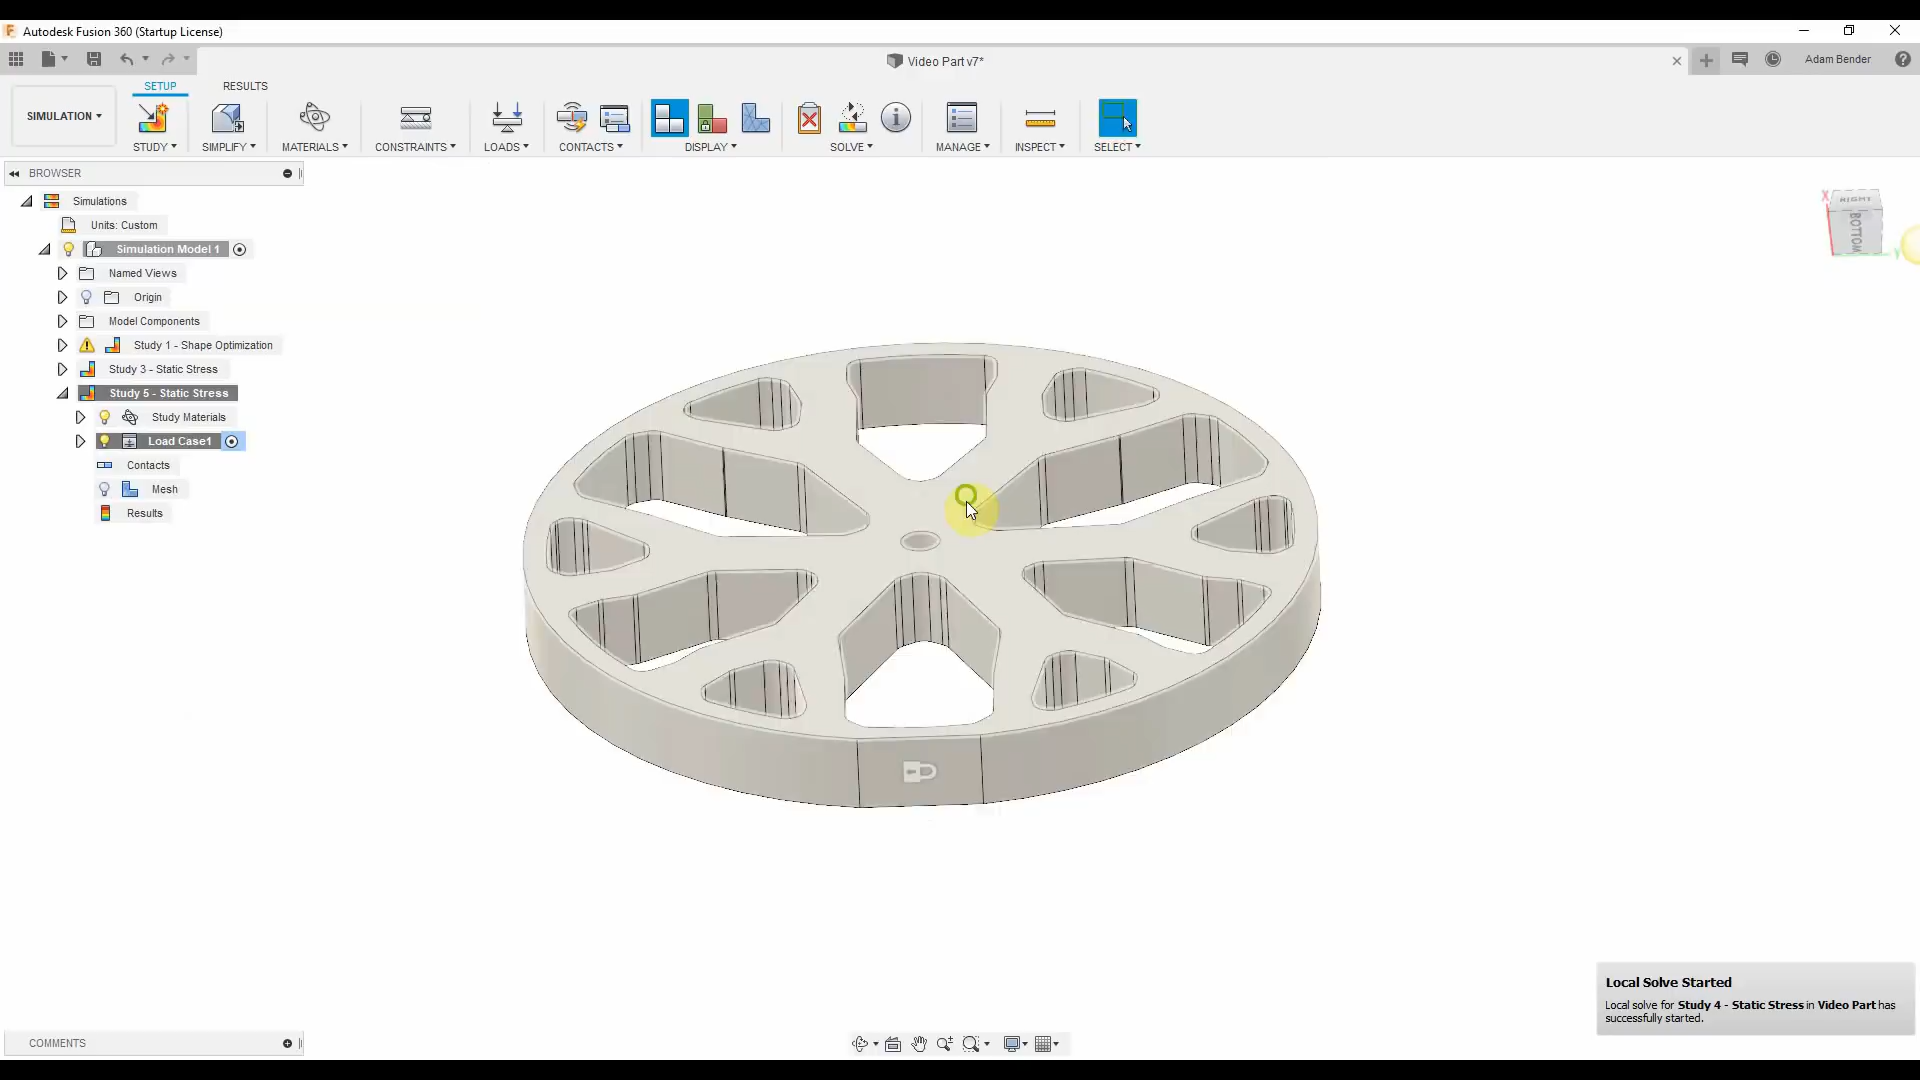 Autodesk Fusion 360 (Startup License)
Video Part v7*
Adam Bender
SETUP
RESULTS
SIMULATION
STUDY
SIMPLIFY
MATERIALS
CONSTRAINTS
LOADS
CONTACTS
DISPLAY
SOLVE
MANAGE
INSPECT
SELECT
BROWSER
Simulations
Units: Custom
Simulation Model 1
Named Views
Origin
Model Components
Study 1 - Shape Optimization
Study 3 - Static Stress
Study 5 - Static Stress
Study Materials
Load Case1
Contacts
Mesh
Results
X
RIGHT
BOTTOM
Y
Local Solve Started
Local solve for Study 4 - Static Stress in Video Part has
successfully started.
COMMENTS